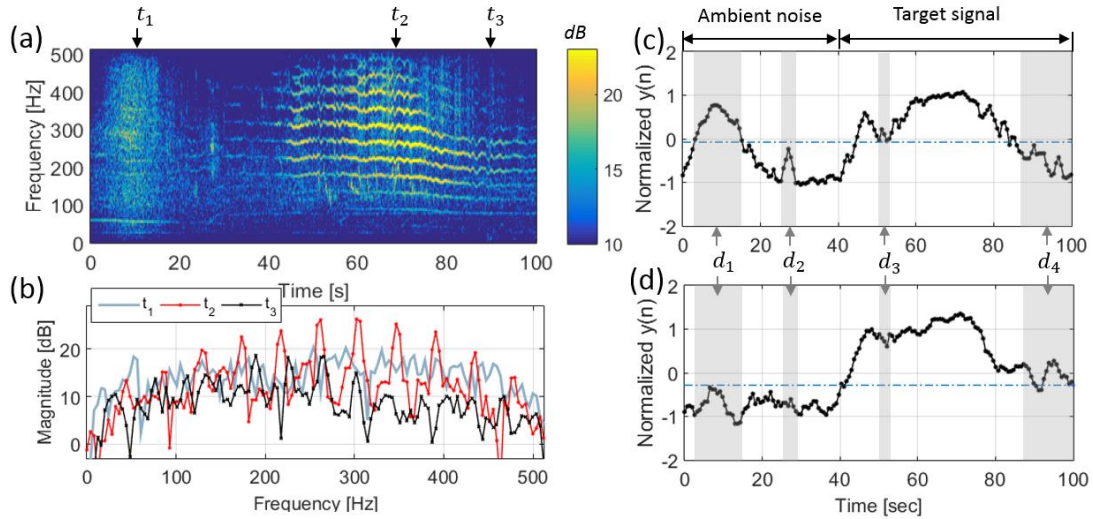 t₁ t₂ t₃
(a)
dB
Frequency [Hz]
500
400
300
200
100
0
0 20 40 60 80 100
Time [s]
20
15
10
(b)
t₁ t₂ t₃
Magnitude [dB]
20
10
0
0 100 200 300 400 500
Frequency [Hz]
Ambient noise Target signal
(c)
Normalized y(n)
2
1
0
-1
-2
0 20 40 60 80 100
d₁ d₂ d₃ d₄
(d)
Normalized y(n)
2
1
0
-1
-2
0 20 40 60 80 100
Time [sec]